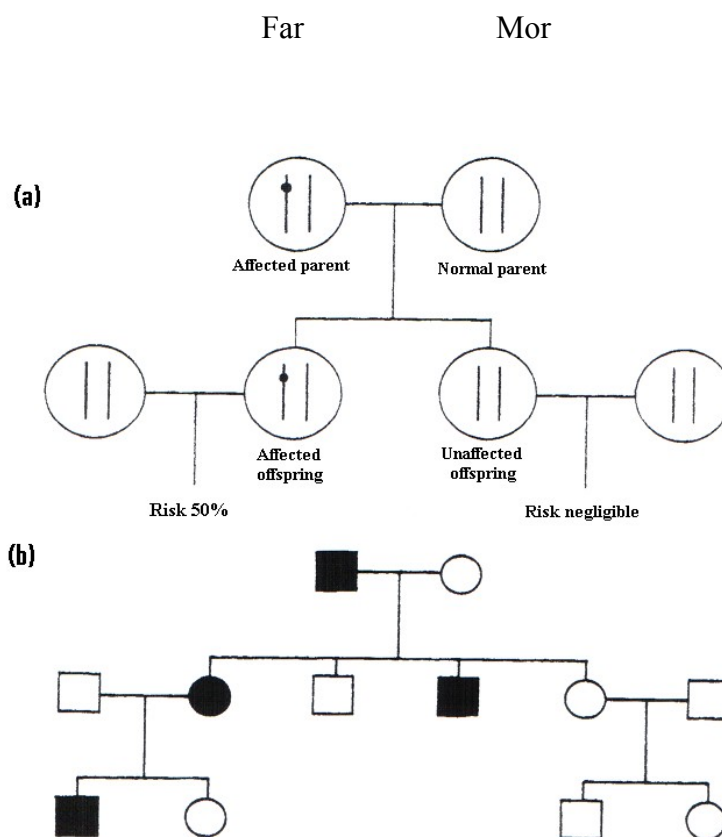 Far Mor
(a)
Affected parent Normal parent
Affected offspring
Unaffected offspring
Risk 50%
Risk negligible
(b)